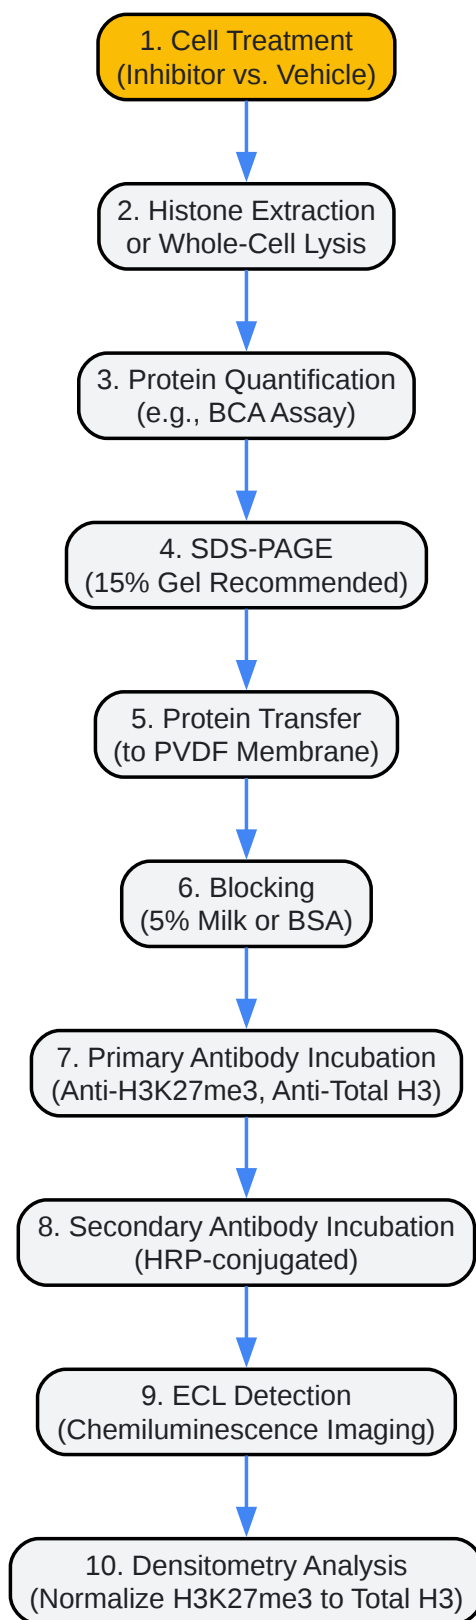 1. Cell Treatment
(Inhibitor vs. Vehicle)
2. Histone Extraction
or Whole-Cell Lysis
3. Protein Quantification
(e.g., BCA Assay)
4. SDS-PAGE
(15% Gel Recommended)
5. Protein Transfer
(to PVDF Membrane)
6. Blocking
(5% Milk or BSA)
7. Primary Antibody Incubation
(Anti-H3K27me3, Anti-Total H3)
8. Secondary Antibody Incubation
(HRP-conjugated)
9. ECL Detection
(Chemiluminescence Imaging)
10. Densitometry Analysis
(Normalize H3K27me3 to Total H3)